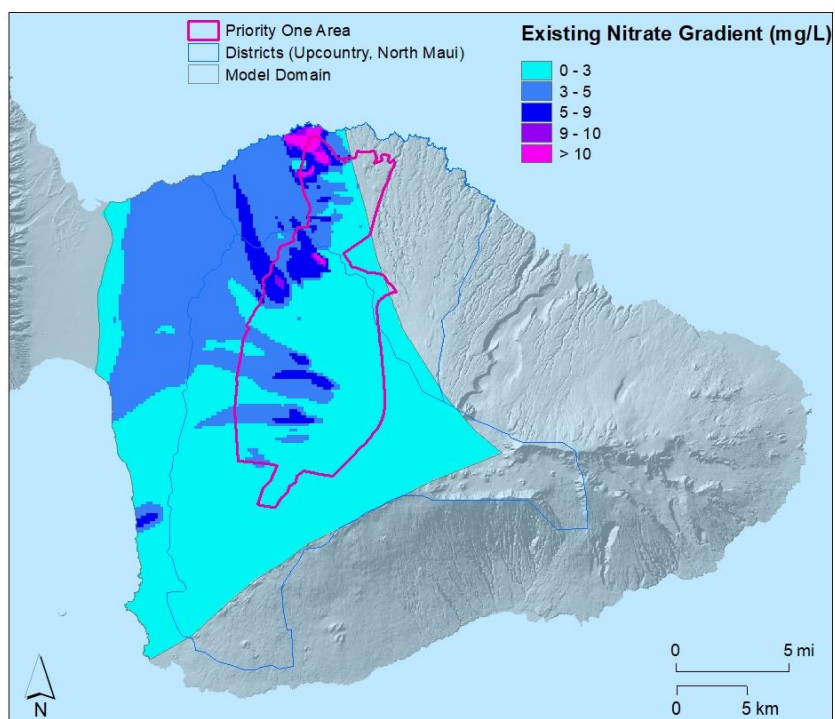 Priority One Area
Districts (Upcountry, North Maui)
Model Domain
Existing Nitrate Gradient (mg/L)
0 - 3
3 - 5
5 - 9
9 - 10
> 10
N
0 5 mi
0 5 km